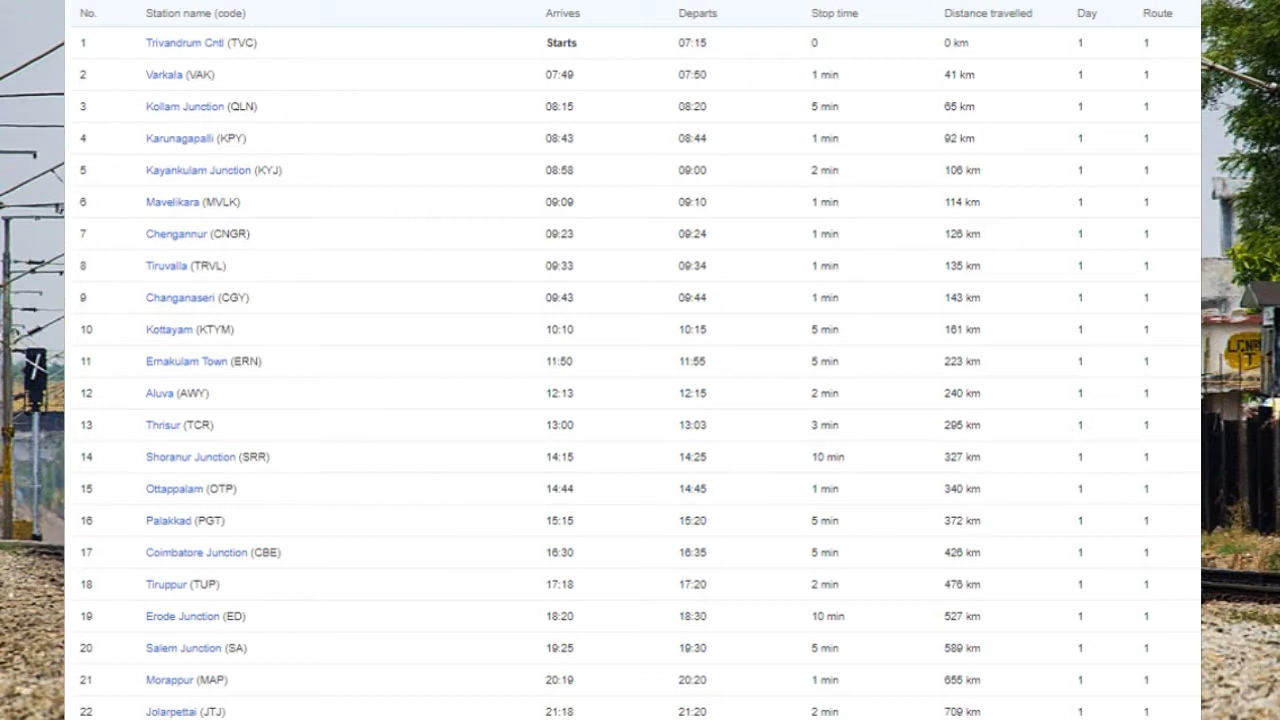 No. Station name (code) Arrives Departs Stop time Distance travelled Day Route
1 Trivandrum Cntl (TVC) Starts 07:15 0 0 km 1 1
2 Varkala (VAK) 07:49 07:50 1 min 41 km 1 1
3 Kollam Junction (QLN) 08:15 08:20 5 min 65 km 1 1
4 Karunagapalli (KPY) 08:43 08:44 1 min 92 km 1 1
5 Kayankulam Junction (KYJ) 08:58 09:00 2 min 106 km 1 1
6 Mavelikara (MVLK) 09:09 09:10 1 min 114 km 1 1
7 Chengannur (CNGR) 09:23 09:24 1 min 126 km 1 1
8 Tiruvalla (TRVL) 09:33 09:34 1 min 135 km 1 1
9 Changanaseri (CGY) 09:43 09:44 1 min 143 km 1 1
10 Kottayam (KTYM) 10:10 10:15 5 min 161 km 1 1
11 Ernakulam Town (ERN) 11:50 11:55 5 min 223 km 1 1
12 Aluva (AWY) 12:13 12:15 2 min 240 km 1 1
13 Thrisur (TCR) 13:00 13:03 3 min 295 km 1 1
14 Shoranur Junction (SRR) 14:15 14:25 10 min 327 km 1 1
15 Ottappalam (OTP) 14:44 14:45 1 min 340 km 1 1
16 Palakkad (PGT) 15:15 15:20 5 min 372 km 1 1
17 Coimbatore Junction (CBE) 16:30 16:35 5 min 426 km 1 1
18 Tiruppur (TUP) 17:18 17:20 2 min 476 km 1 1
19 Erode Junction (ED) 18:20 18:30 10 min 527 km 1 1
20 Salem Junction (SA) 19:25 19:30 5 min 589 km 1 1
21 Morappur (MAP) 20:19 20:20 1 min 655 km 1 1
22 Jolarpettai (JTJ) 21:18 21:20 2 min 709 km 1 1